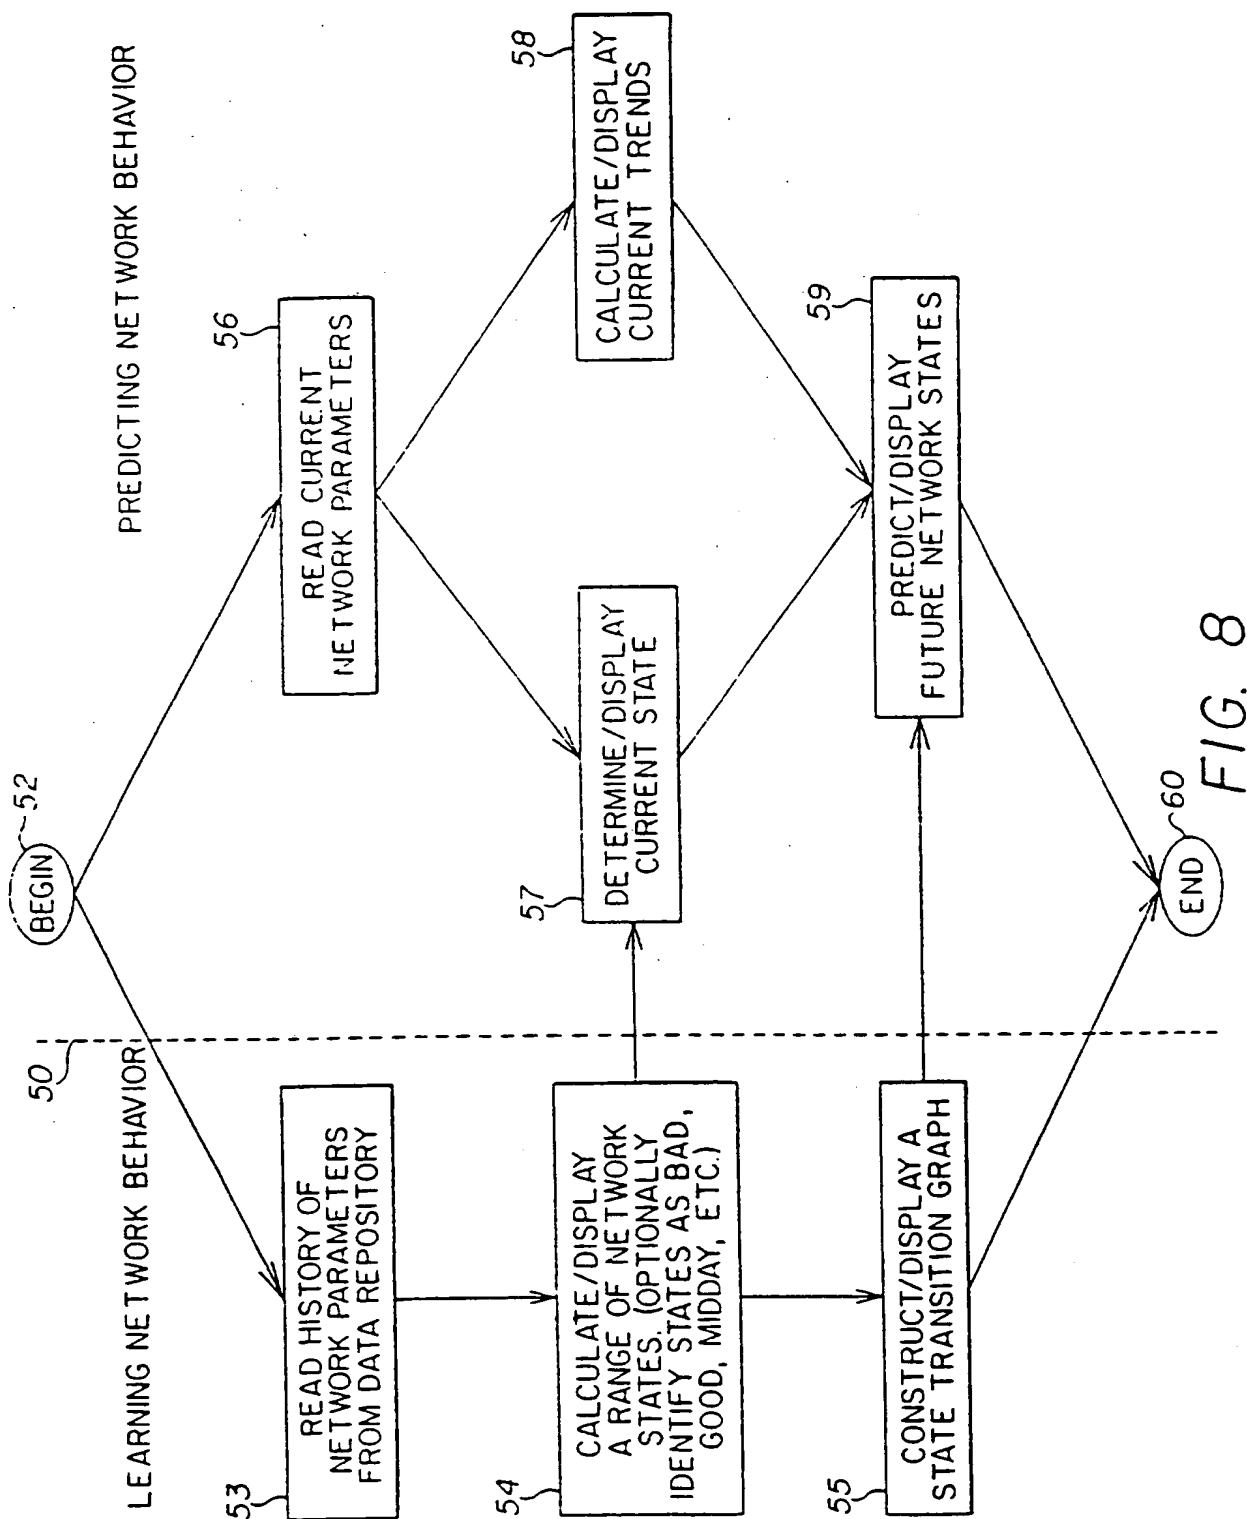 LEARNING NETWORK BEHAVIOR
50
PREDICTING NETWORK BEHAVIOR
BEGIN
52
53
READ HISTORY OF
NETWORK PARAMETERS
FROM DATA REPOSITORY
56
READ CURRENT
NETWORK PARAMETERS
54
CALCULATE/DISPLAY
A RANGE OF NETWORK
STATES. (OPTIONALLY
IDENTIFY STATES AS BAD,
GOOD, MIDDAY, ETC.)
57
DETERMINE/DISPLAY
CURRENT STATE
58
CALCULATE/DISPLAY
CURRENT TRENDS
55
CONSTRUCT/DISPLAY A
STATE TRANSITION GRAPH
59
PREDICT/DISPLAY
FUTURE NETWORK STATES
END
60
FIG. 8